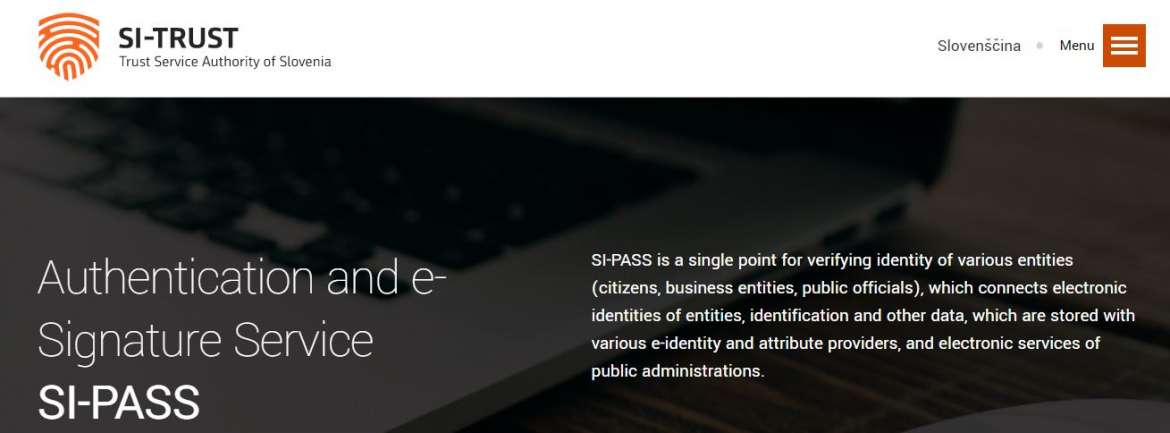 SI-TRUST
Trust Service Authority of Slovenia
Slovenščina
Menu
Authentication and e-
Signature Service
SI-PASS
SI-PASS is a single point for verifying identity of various entities
(citizens, business entities, public officials), which connects electronic
identities of entities, identification and other data, which are stored with
various e-identity and attribute providers, and electronic services of
public administrations.